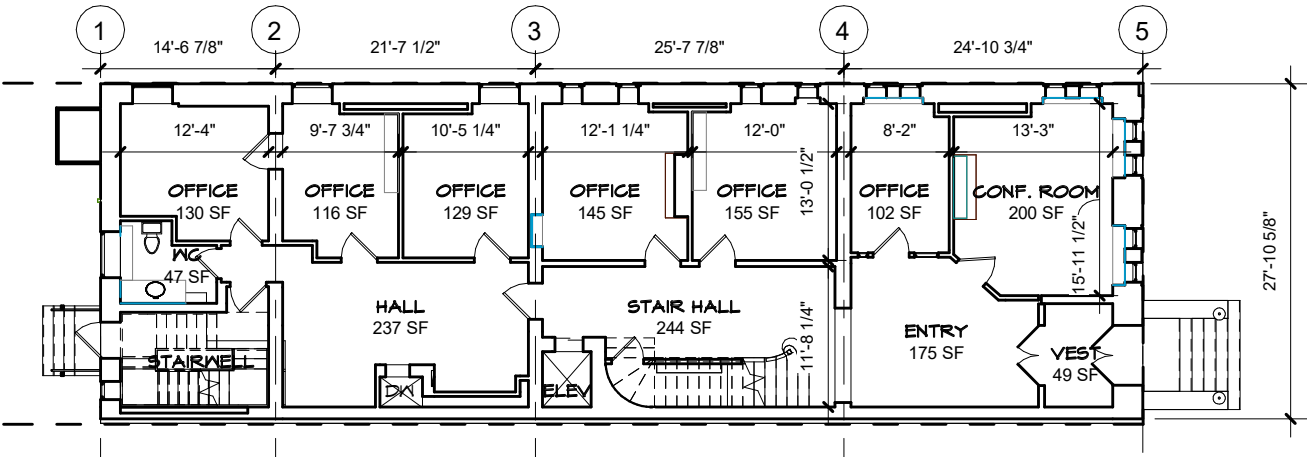 1 2 3 4 5
14'-6 7/8" 21'-7 1/2" 25'-7 7/8" 24'-10 3/4"
12'-4" 9'-7 3/4" 10'-5 1/4" 12'-1 1/4" 12'-0" 8'-2" 13'-3"
13'-0 1/2"
OFFICE OFFICE OFFICE OFFICE OFFICE OFFICE CONF. ROOM
130 SF 116 SF 129 SF 145 SF 155 SF 102 SF 200 SF
15'-11 1/2"
27'-10 5/8"
WC
47 SF
HALL STAIR HALL
237 SF 244 SF
11'-8 1/4"
ENTRY
175 SF
STAIRWELL VEST
49 SF
DW ELEV